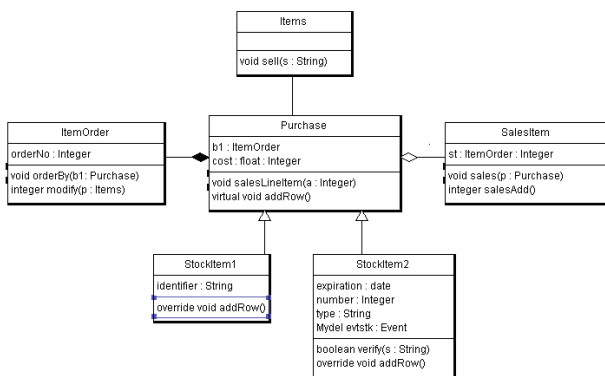 Items
void sell(s : String)
ItemOrder
orderNo : Integer
void orderBy(b1: Purchase)
integer modify(p : Items)
Purchase
b1 : ItemOrder
cost : float : Integer
void salesLineItem(a : Integer)
virtual void addRow()
SalesItem
st : ItemOrder : Integer
void sales(p : Purchase)
integer salesAdd()
StockItem1
identifier : String
override void addRow()
StockItem2
expiration : date
number : Integer
type : String
Mydel evtstk : Event
boolean verify(s : String)
override void addRow()